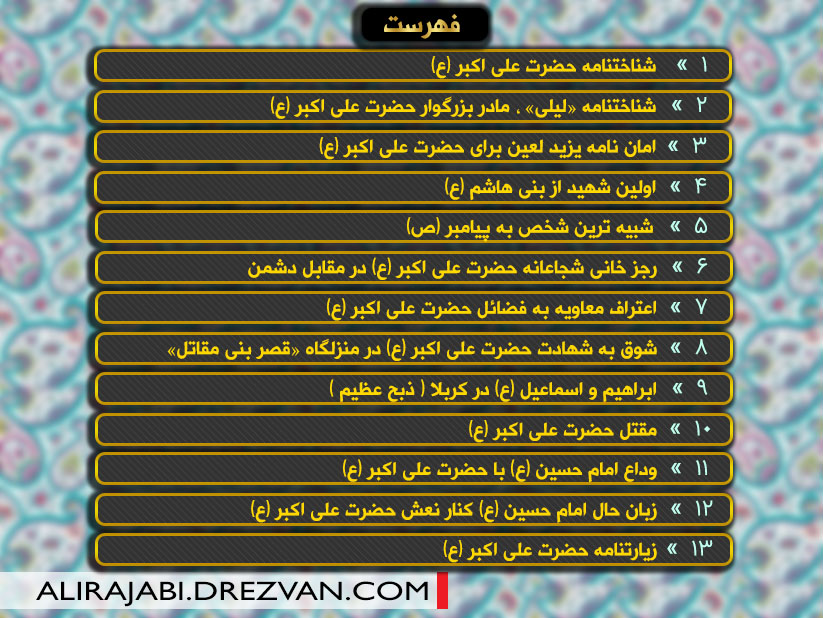 فهرست
۱ » شناختنامه حضرت علی اکبر (ع)
۲ » شناختنامه «لیلی» ، مادر بزرگوار حضرت علی اکبر (ع)
۳ » امان نامه یزید لعین برای حضرت علی اکبر (ع)
۴ » اولین شهید از بنی هاشم (ع)
۵ » شبیه ترین شخص به پیامبر (ص)
۶ » رجز خانی شجاعانه حضرت علی اکبر (ع) در مقابل دشمن
۷ » اعتراف معاویه به فضائل حضرت علی اکبر (ع)
۸ » شوق به شهادت حضرت علی اکبر (ع) در منزلگاه «قصر بنی مقاتل»
۹ » ابراهیم و اسماعیل (ع) در کربلا ( ذبح عظیم )
۱۰ » مقتل حضرت علی اکبر (ع)
۱۱ » وداع امام حسین (ع) با حضرت علی اکبر (ع)
۱۲ » زبان حال امام حسین (ع) کنار نعش حضرت علی اکبر (ع)
۱۳ » زیارتنامه حضرت علی اکبر (ع)
ALIRAJABI.DREZVAN.COM